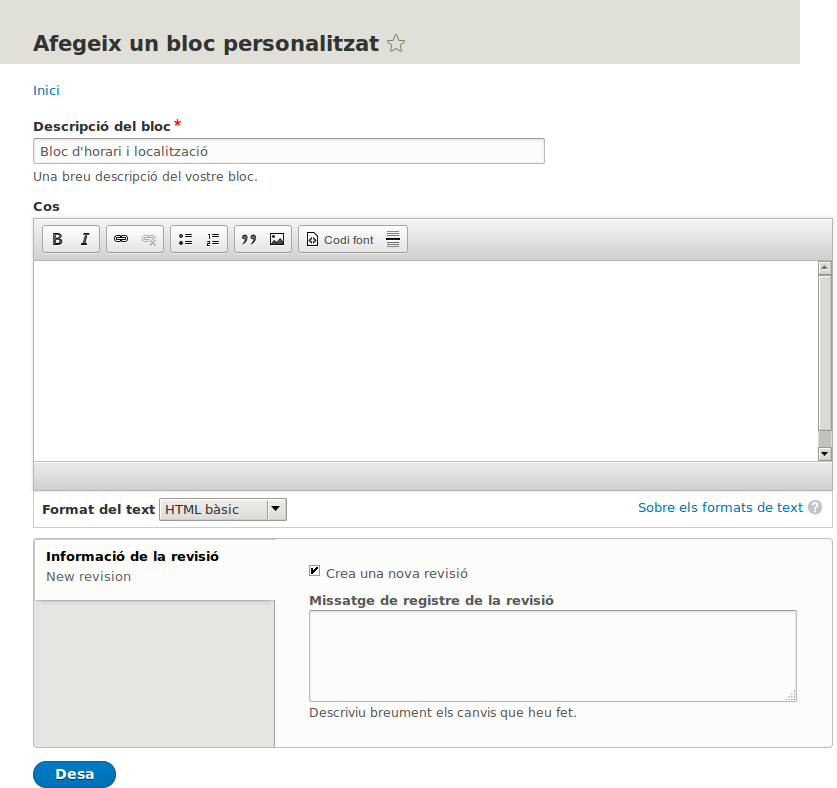 Afegeix un bloc personalitzat
Inici
Descripció del bloc*
Bloc d'horari i localització
Una breu descripció del vostre bloc.
Cos
B I Codi font
Format del text HTML bàsic Sobre els formats de text ?
Informació de la revisió
New revision
Crea una nova revisió
Missatge de registre de la revisió
Descriviu breument els canvis que heu fet.
Desa